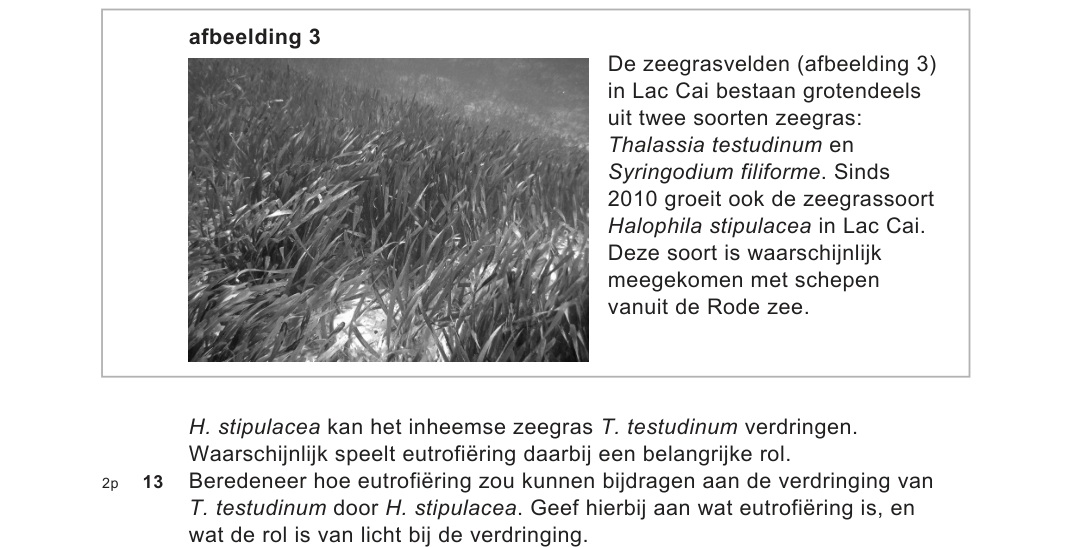 afbeelding 3
De zeegrasvelden (afbeelding 3)
in Lac Cai bestaan grotendeels
uit twee soorten zeegras:
Thalassia testudinum en
Syringodium filiforme. Sinds
2010 groeit ook de zeegrassoort
Halophila stipulacea in Lac Cai.
Deze soort is waarschijnlijk
meegekomen met schepen
vanuit de Rode zee.
H. stipulacea kan het inheemse zeegras T. testudinum verdringen.
Waarschijnlijk speelt eutrofiëring daarbij een belangrijke rol.
2p 13 Beredeneer hoe eutrofiëring zou kunnen bijdragen aan de verdringing van
T. testudinum door H. stipulacea. Geef hierbij aan wat eutrofiëring is, en
wat de rol is van licht bij de verdringing.